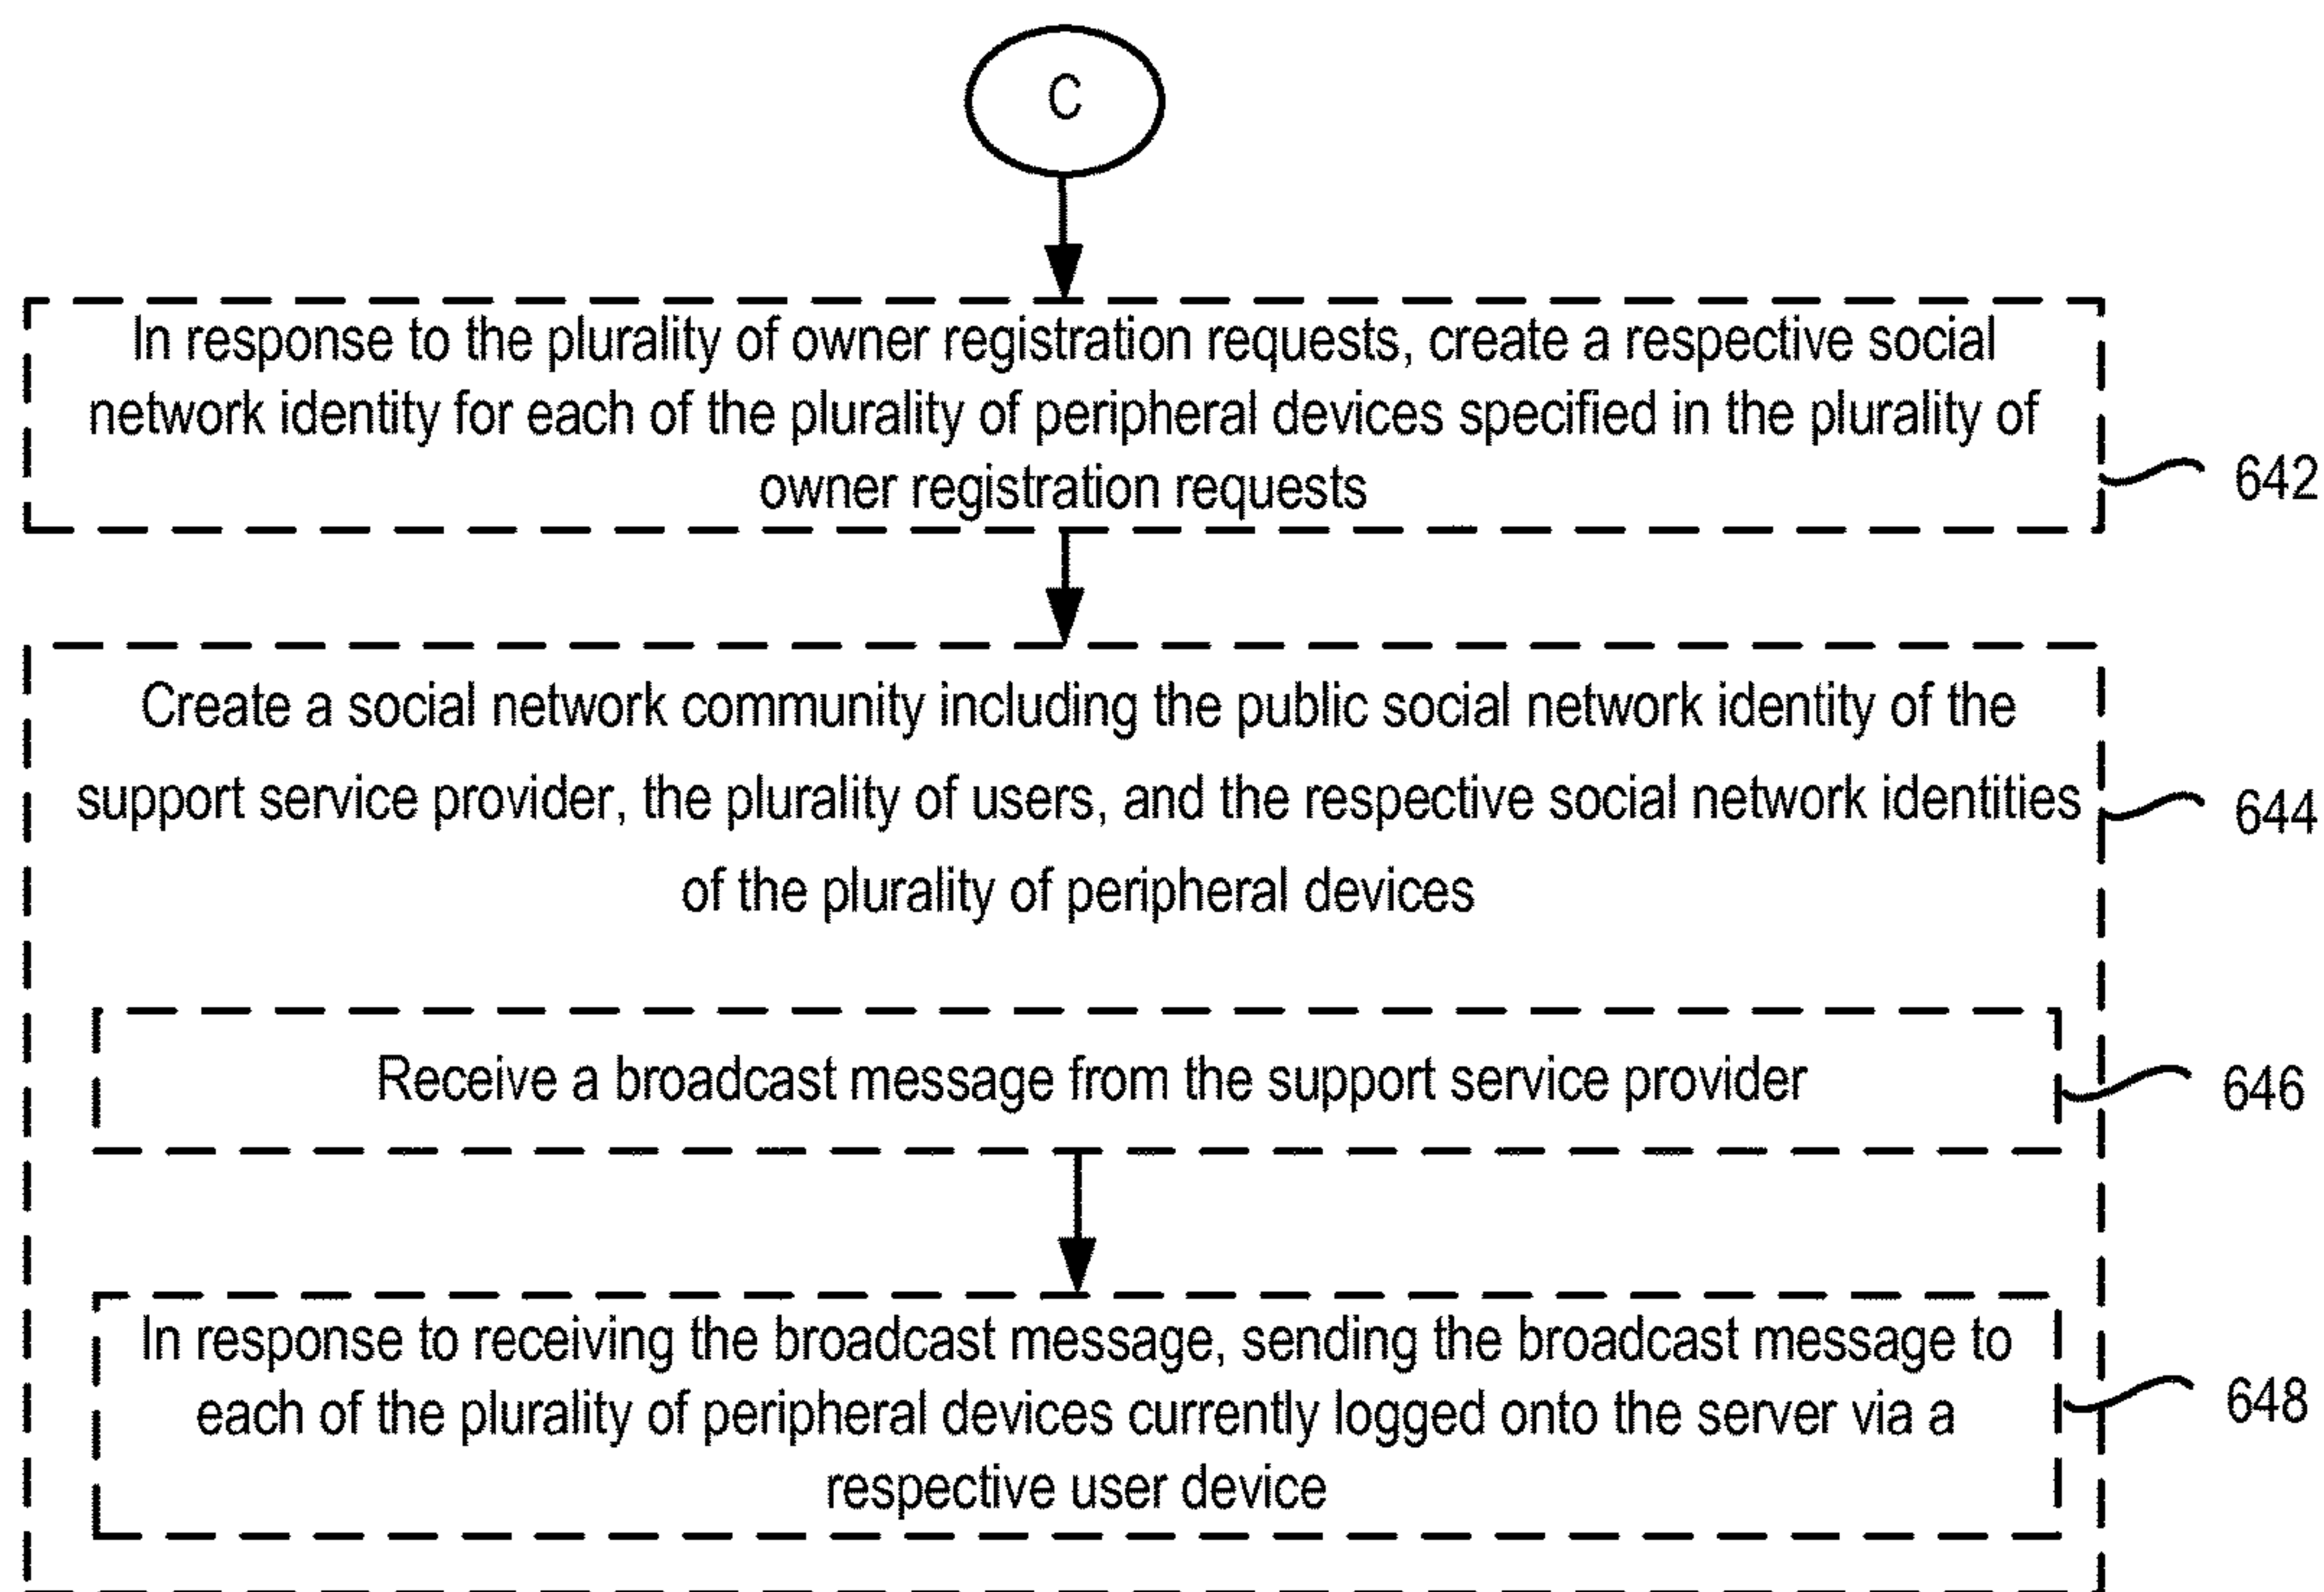 C
In response to the plurality of owner registration requests, create a respective social
network identity for each of the plurality of peripheral devices specified in the plurality of
owner registration requests
642
Create a social network community including the public social network identity of the
support service provider, the plurality of users, and the respective social network identities
of the plurality of peripheral devices
644
Receive a broadcast message from the support service provider
646
In response to receiving the broadcast message, sending the broadcast message to
each of the plurality of peripheral devices currently logged onto the server via a
respective user device
648